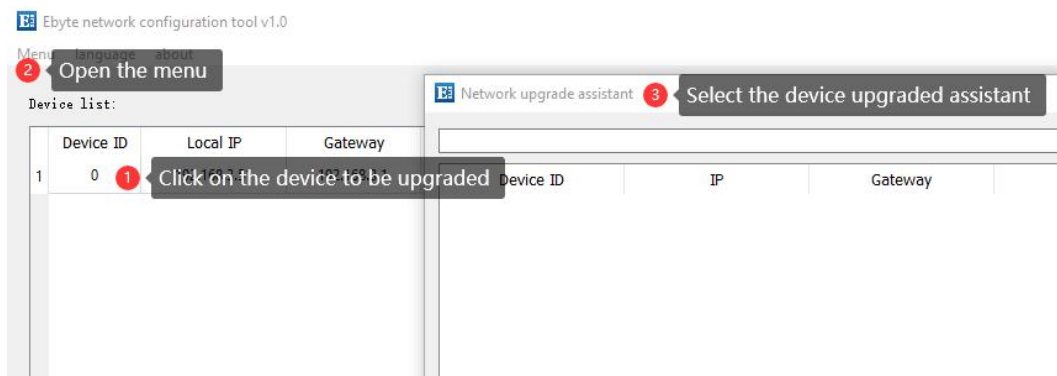 Ebyte network configuration tool v1.0
Menu language about
2 Open the menu
Network upgrade assistant 3 Select the device upgraded assistant
Device list:
Device ID Local IP Gateway
1 0 1 Click on the device to be upgraded
Device ID IP Gateway